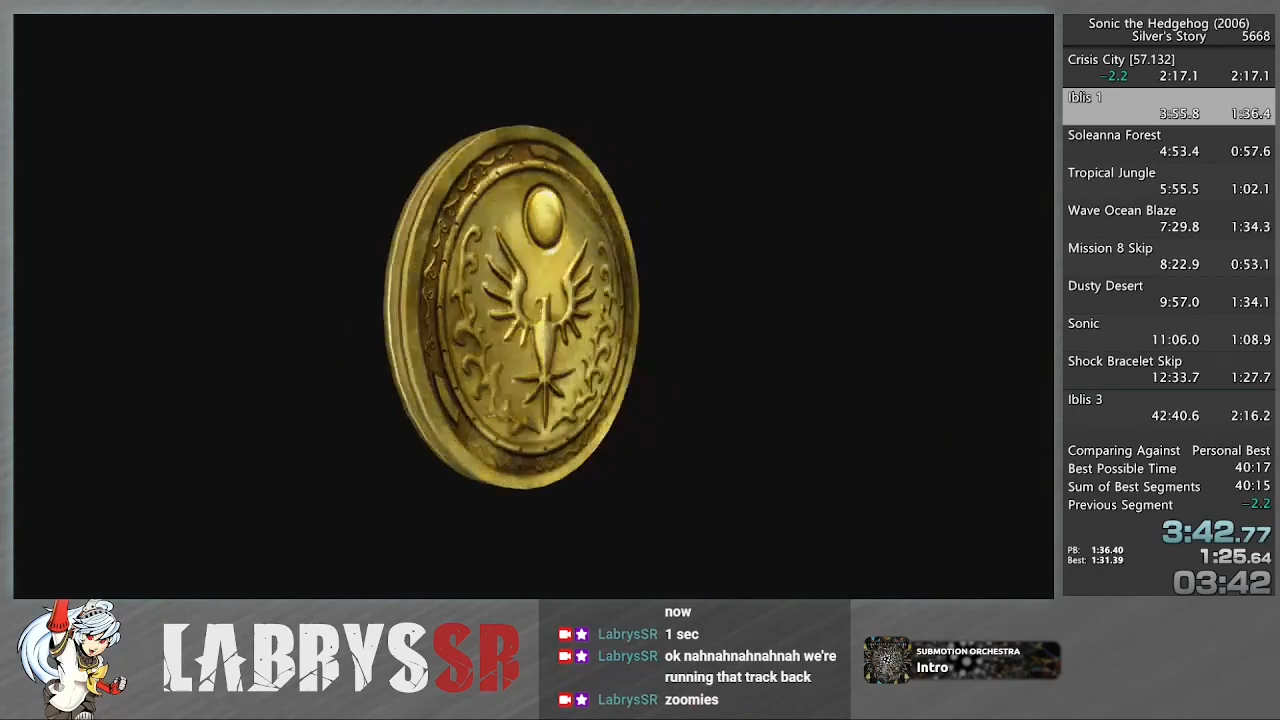 Sonic the Hedgehog (2006)
Silver's Story 5668
Crisis City [57.132]
−2.2 2:17.1 2:17.1
Iblis 1
3:55.8 1:36.4
Soleanna Forest
4:53.4 0:57.6
Tropical Jungle
5:55.5 1:02.1
Wave Ocean Blaze
7:29.8 1:34.3
Mission 8 Skip
8:22.9 0:53.1
Dusty Desert
9:57.0 1:34.1
Sonic
11:06.0 1:08.9
Shock Bracelet Skip
12:33.7 1:27.7
Iblis 3
42:40.6 2:16.2
Comparing Against Personal Best
Best Possible Time 40:17
Sum of Best Segments 40:15
Previous Segment −2.2
3:42.77
PB: 1:36.40
Best: 1:31.39
1:25.64
03:42
LABRYSSR
now
LabrysSR 1 sec
LabrysSR ok nahnahnahnahnah we're
running that track back
LabrysSR zoomies
SUBMOTION ORCHESTRA
Intro